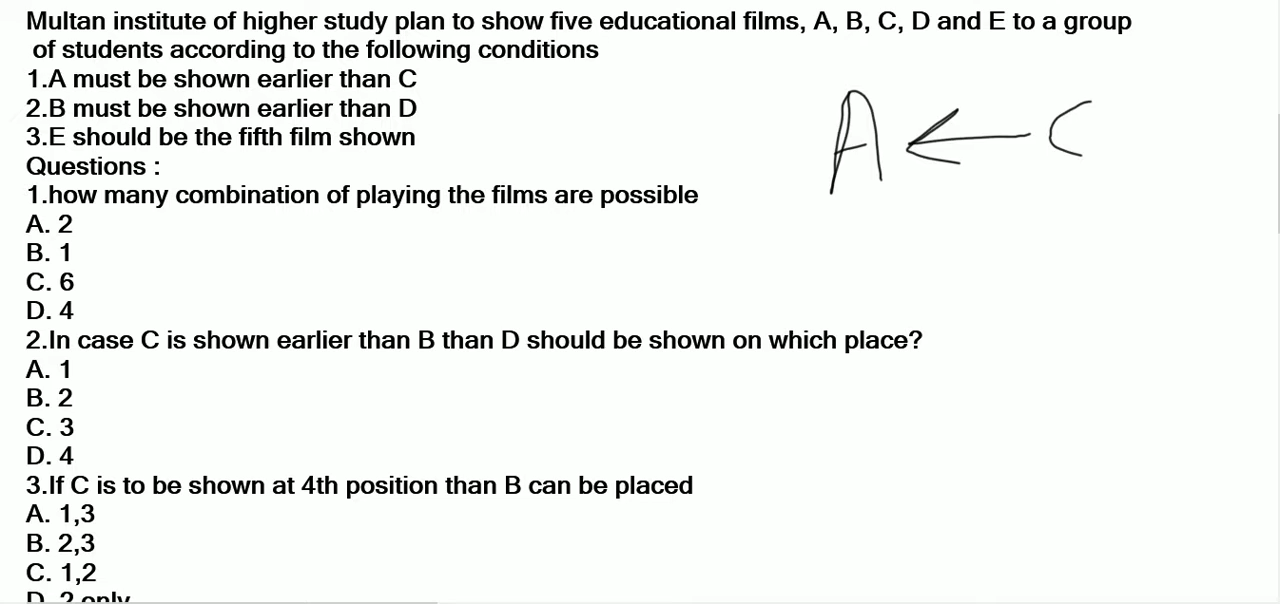 Multan institute of higher study plan to show five educational films, A, B, C, D and E to a group
of students according to the following conditions
1.A must be shown earlier than C
2.B must be shown earlier than D
3.E should be the fifth film shown
Questions :
1.how many combination of playing the films are possible
A. 2
B. 1
C. 6
D. 4
2.In case C is shown earlier than B than D should be shown on which place?
A. 1
B. 2
C. 3
D. 4
3.If C is to be shown at 4th position than B can be placed
A. 1,3
B. 2,3
C. 1,2
D. 2 only
A ← C